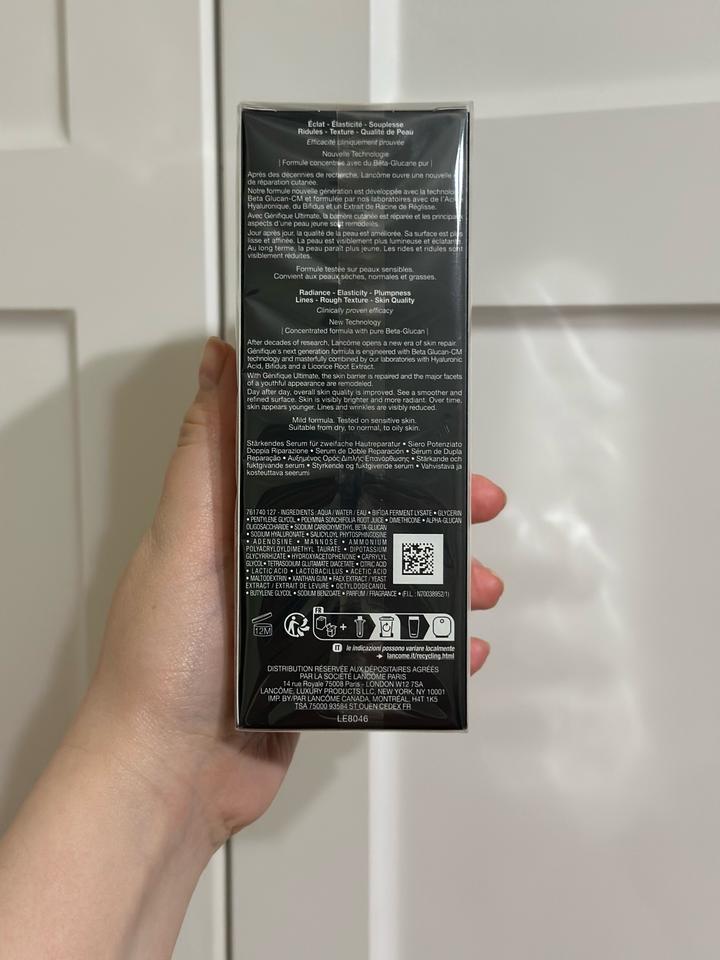 Éclat - Élasticité - Souplesse
Ridules - Texture - Qualité de Peau
Efficacité cliniquement prouvée
Nouvelle Technologie
| Formule concentrée avec du Bêta-Glucane pur |
Après des décennies de recherche, Lancôme ouvre une nouvelle
de réparation cutanée.
Notre formule nouvelle génération est développée avec la technologie
Beta Glucan-CM et formulée par nos laboratoires avec de l'Acide
Hyaluronique, du Bifidus et un Extrait de Racine de Réglisse.
Avec Génifique Ultimate, la barrière cutanée est réparée et les principaux
aspects d'une peau jeune sont remodelés.
Jour après jour, la qualité de la peau est améliorée. Sa surface est plus
lisse et affinée. La peau est visiblement plus lumineuse et éclatante.
Au long terme, la peau paraît plus jeune. Les rides et ridules sont
visiblement réduites.
Formule testée sur peaux sensibles.
Convient aux peaux sèches, normales et grasses.
Radiance - Elasticity - Plumpness
Lines - Rough Texture - Skin Quality
Clinically proven efficacy
New Technology
| Concentrated formula with pure Beta-Glucan |
After decades of research, Lancôme opens a new era of skin repair.
Génifique's next generation formula is engineered with Beta Glucan-CM
technology and masterfully combined by our laboratories with Hyaluronic
Acid, Bifidus and a Licorice Root Extract.
With Génifique Ultimate, the skin barrier is repaired and the major facets
of a youthful appearance are remodeled.
Day after day, overall skin quality is improved. See a smoother and
refined surface. Skin is visibly brighter and more radiant. Over time,
skin appears younger. Lines and wrinkles are visibly reduced.
Mild formula. Tested on sensitive skin.
Suitable from dry, to normal, to oily skin.
Stärkendes Serum für zweifache Hautreparatur • Siero Potenziato
Doppia Riparazione • Serum de Doble Reparación • Sérum de Dupla
Reparação • Αυξημένος Ορός Διπλής Επανόρθωσης • Stärkande och
fuktgivande serum • Styrkende og fuktgivende serum • Vahvistava ja
kosteuttava seerumi
761740 127 - INGREDIENTS: AQUA / WATER / EAU • BIFIDA FERMENT LYSATE • GLYCERIN
• PENTYLENE GLYCOL • POLYMNIA SONCHIFOLIA ROOT JUICE • DIMETHICONE • ALPHA-GLUCAN
OLIGOSACCHARIDE • SODIUM CARBOXYMETHYL BETA-GLUCAN
• SODIUM HYALURONATE • SALICYLOYL PHYTOSPHINGOSINE
• ADENOSINE • MANNOSE • AMMONIUM
POLYACRYLOYLDIMETHYL TAURATE • DIPOTASSIUM
GLYCYRRHIZATE • HYDROXYACETOPHENONE • CAPRYLYL
GLYCOL • TETRASODIUM GLUTAMATE DIACETATE • CITRIC ACID
• LACTIC ACID • LACTOBACILLUS • ACETIC ACID
• MALTODEXTRIN • XANTHAN GUM • FAEX EXTRACT / YEAST
EXTRACT / EXTRAIT DE LEVURE • OCTYLDODECANOL
• BUTYLENE GLYCOL • SODIUM BENZOATE • PARFUM / FRAGRANCE • (F.I.L. : N70038952/1)
12M
FR
+
IT le indicazioni possono variare localmente
lancome.it/recycling.html
DISTRIBUTION RÉSERVÉE AUX DÉPOSITAIRES AGRÉÉS
PAR LA SOCIÉTÉ LANCÔME PARIS
14 rue Royale 75008 Paris - LONDON W12 7SA
LANCÔME, LUXURY PRODUCTS LLC, NEW YORK, NY 10001
IMP. BY/PAR LANCÔME CANADA, MONTRÉAL, H4T 1K5
TSA 75000 93584 ST OUEN CEDEX FR
LE8046